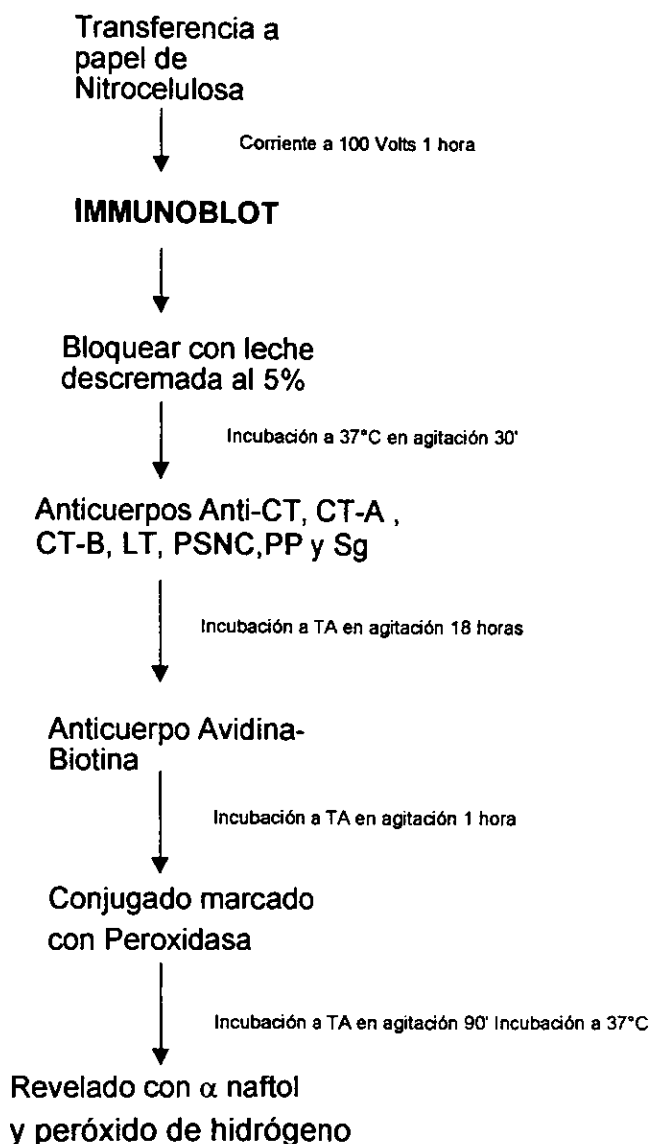 Transferencia a
papel de
Nitrocelulosa
Corriente a 100 Volts 1 hora
IMMUNOBLOT
Bloquear con leche
descremada al 5%
Incubación a 37°C en agitación 30'
Anticuerpos Anti-CT, CT-A ,
CT-B, LT, PSNC,PP y Sg
Incubación a TA en agitación 18 horas
Anticuerpo Avidina-
Biotina
Incubación a TA en agitación 1 hora
Conjugado marcado
con Peroxidasa
Incubación a TA en agitación 90' Incubación a 37°C
Revelado con α naftol
y peróxido de hidrógeno